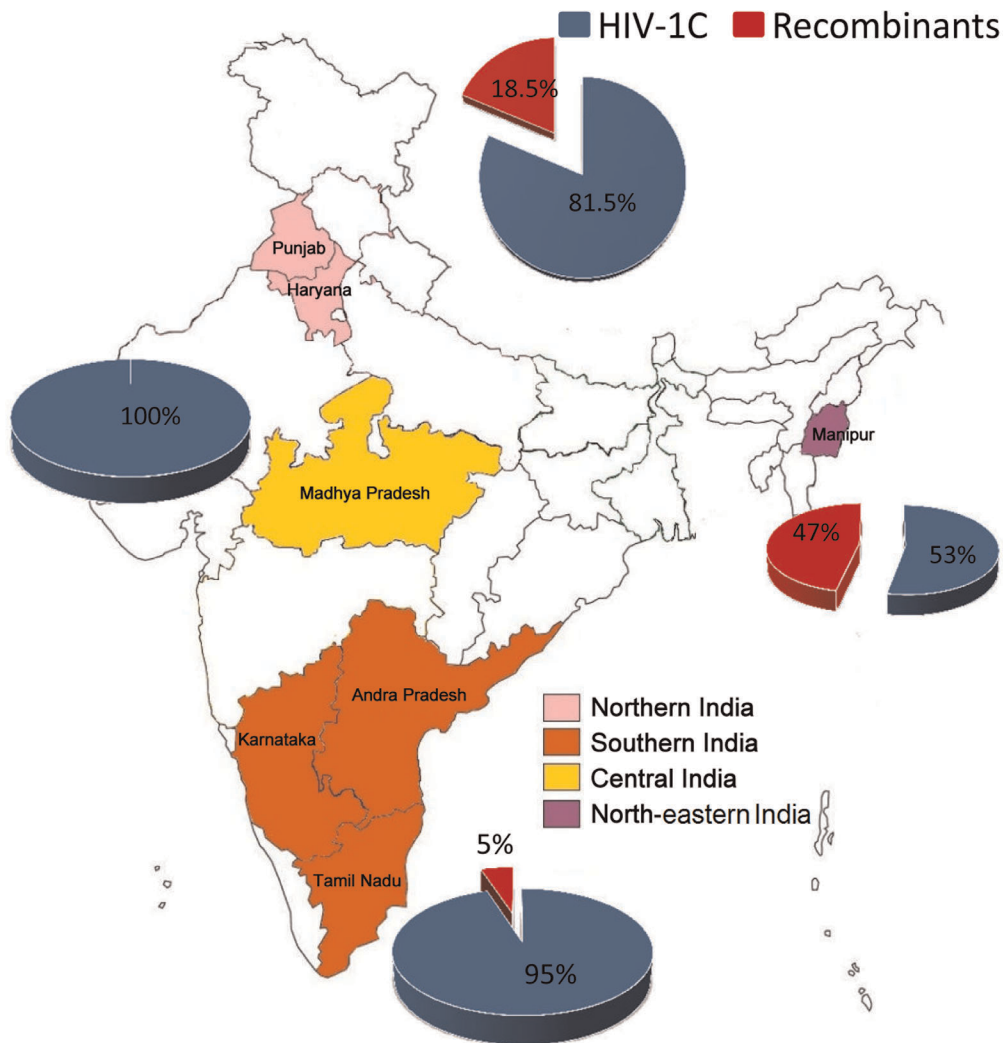 HIV-1C Recombinants
18.5%
81.5%
Punjab
Haryana
100%
Manipur
Madhya Pradesh
47%
53%
Andra Pradesh
Karnataka
Northern India
Southern India
Central India
North-eastern India
5%
Tamil Nadu
95%